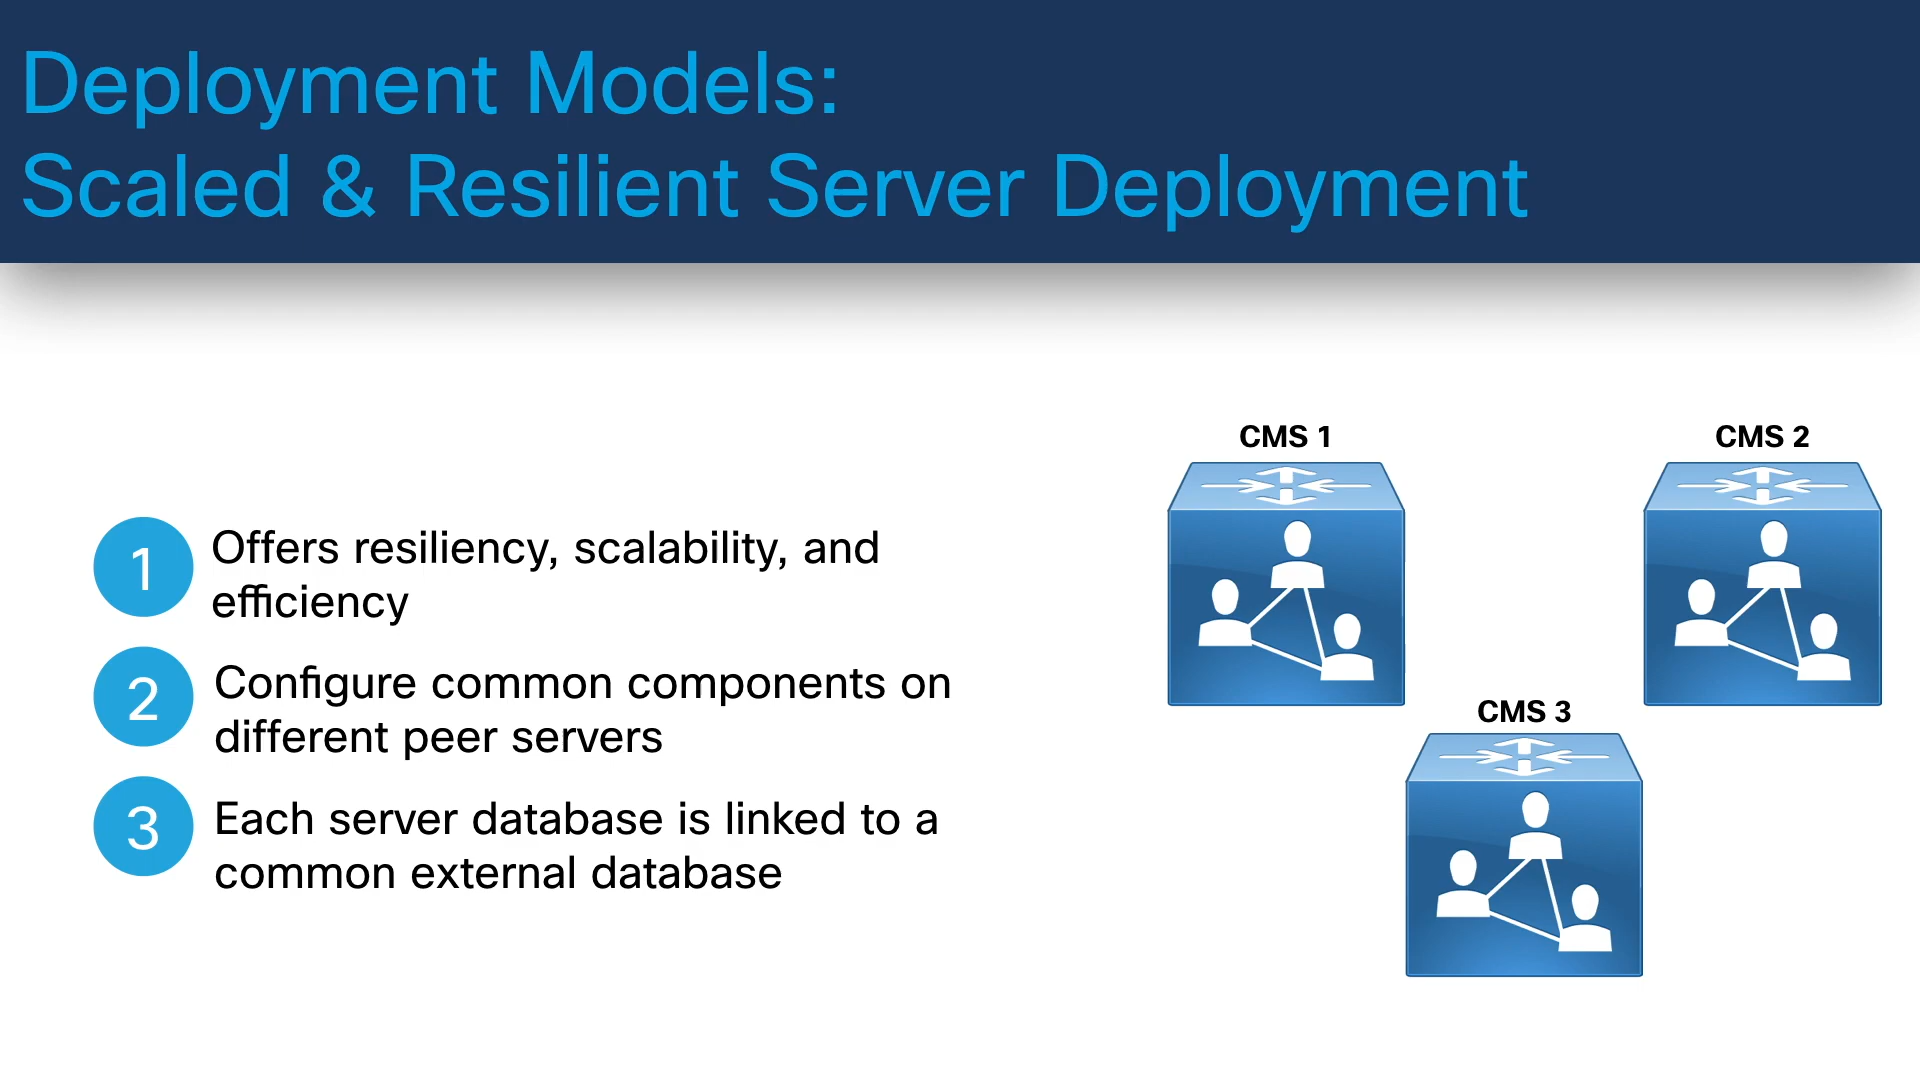 Deployment Models:
Scaled & Resilient Server Deployment
1
Offers resiliency, scalability, and
efficiency
2
Configure common components on
different peer servers
3
Each server database is linked to a
common external database
CMS 1
CMS 2
CMS 3